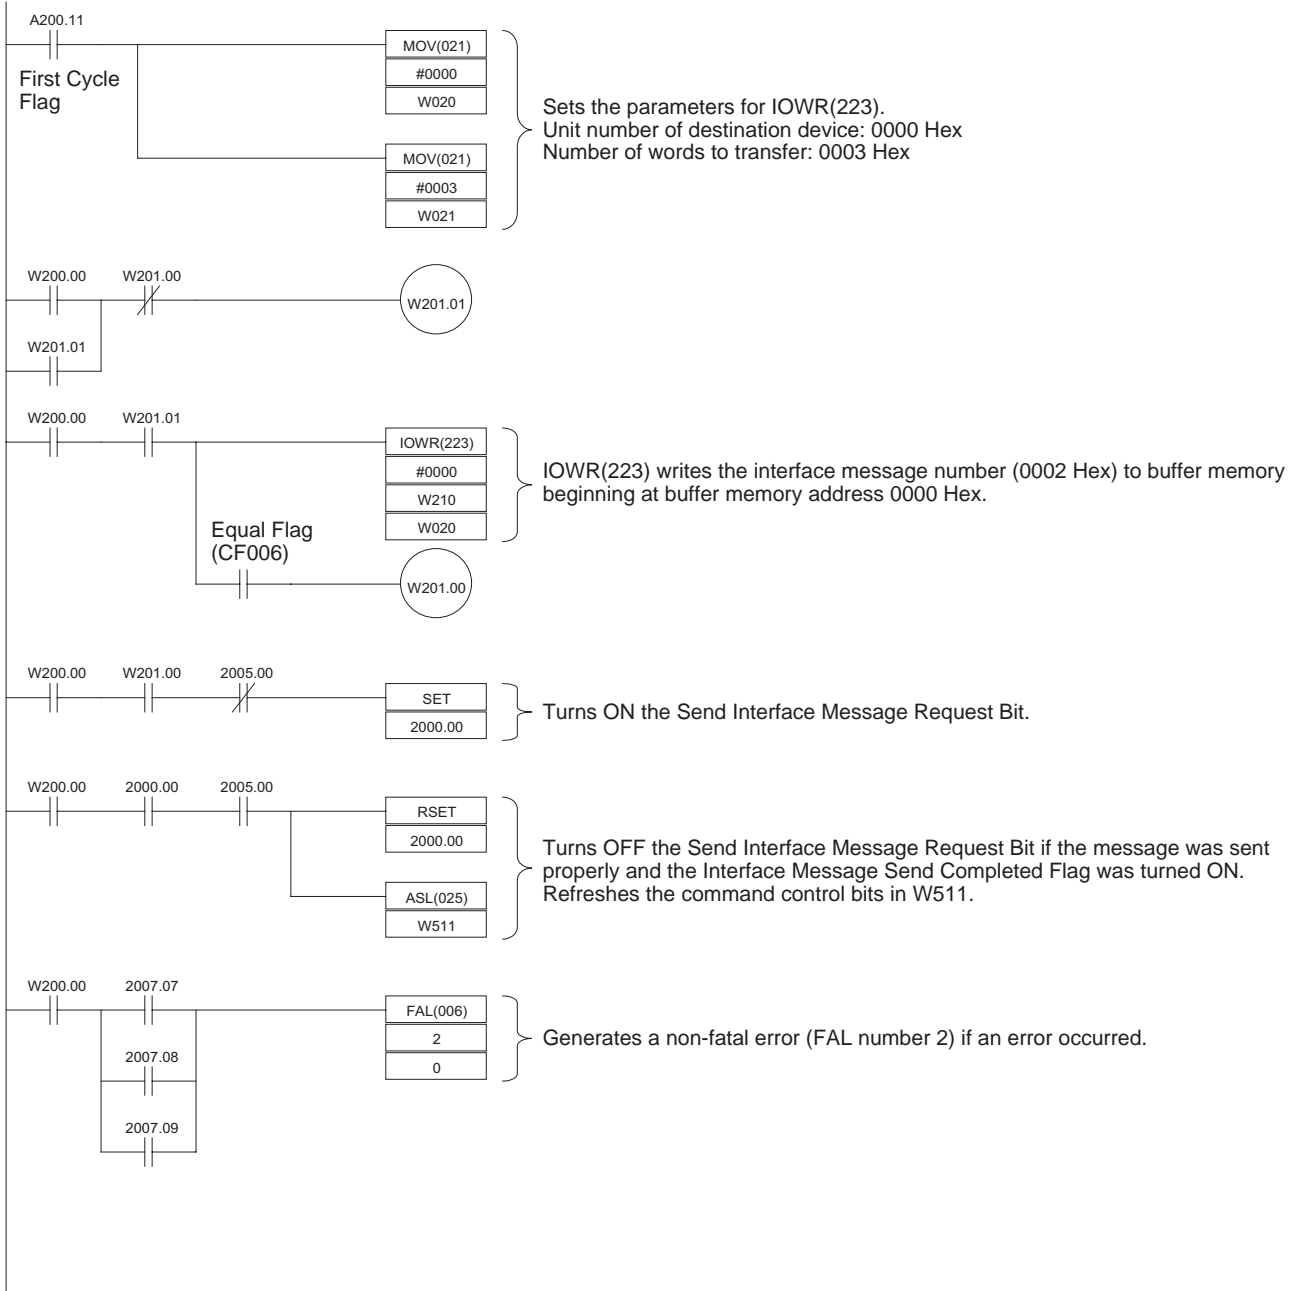 A200.11
First Cycle
Flag
MOV(021)
#0000
W020
MOV(021)
#0003
W021
Sets the parameters for IOWR(223).
Unit number of destination device: 0000 Hex
Number of words to transfer: 0003 Hex
W200.00
W201.00
W201.01
W201.01
W200.00
W201.01
IOWR(223)
#0000
W210
W020
IOWR(223) writes the interface message number (0002 Hex) to buffer memory
beginning at buffer memory address 0000 Hex.
Equal Flag
(CF006)
W201.00
W200.00
W201.00
2005.00
SET
2000.00
Turns ON the Send Interface Message Request Bit.
W200.00
2000.00
2005.00
RSET
2000.00
ASL(025)
W511
Turns OFF the Send Interface Message Request Bit if the message was sent
properly and the Interface Message Send Completed Flag was turned ON.
Refreshes the command control bits in W511.
W200.00
2007.07
2007.08
2007.09
FAL(006)
2
0
Generates a non-fatal error (FAL number 2) if an error occurred.